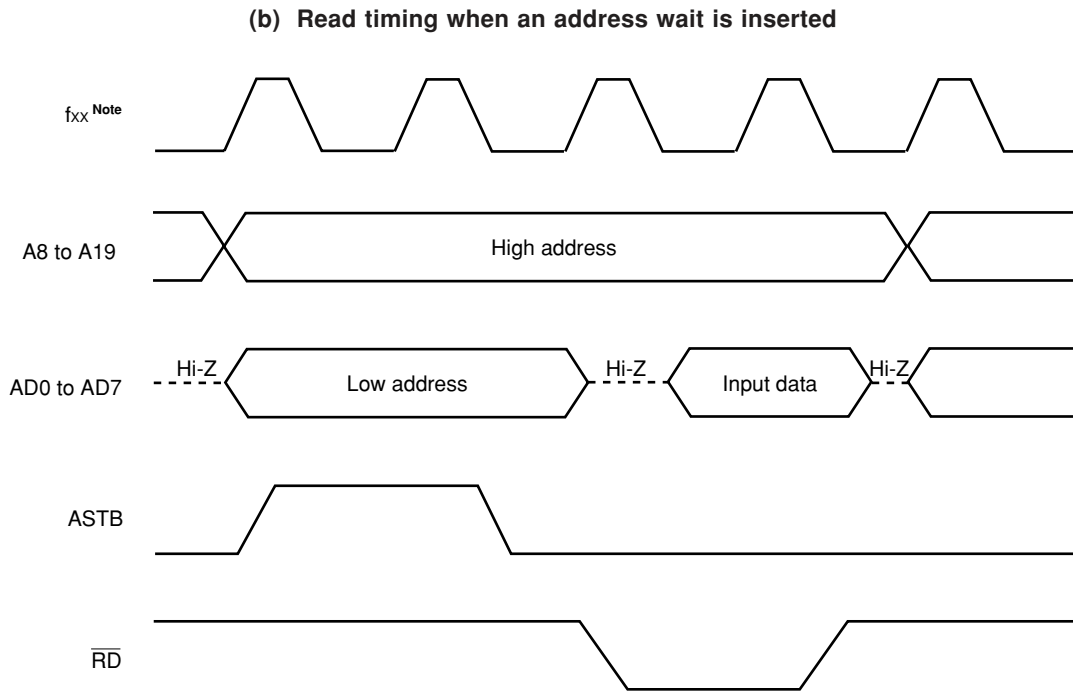 (b) Read timing when an address wait is inserted
fxx Note
A8 to A19
High address
AD0 to AD7
Hi-Z
Low address
Hi-Z
Input data
Hi-Z
ASTB
RD